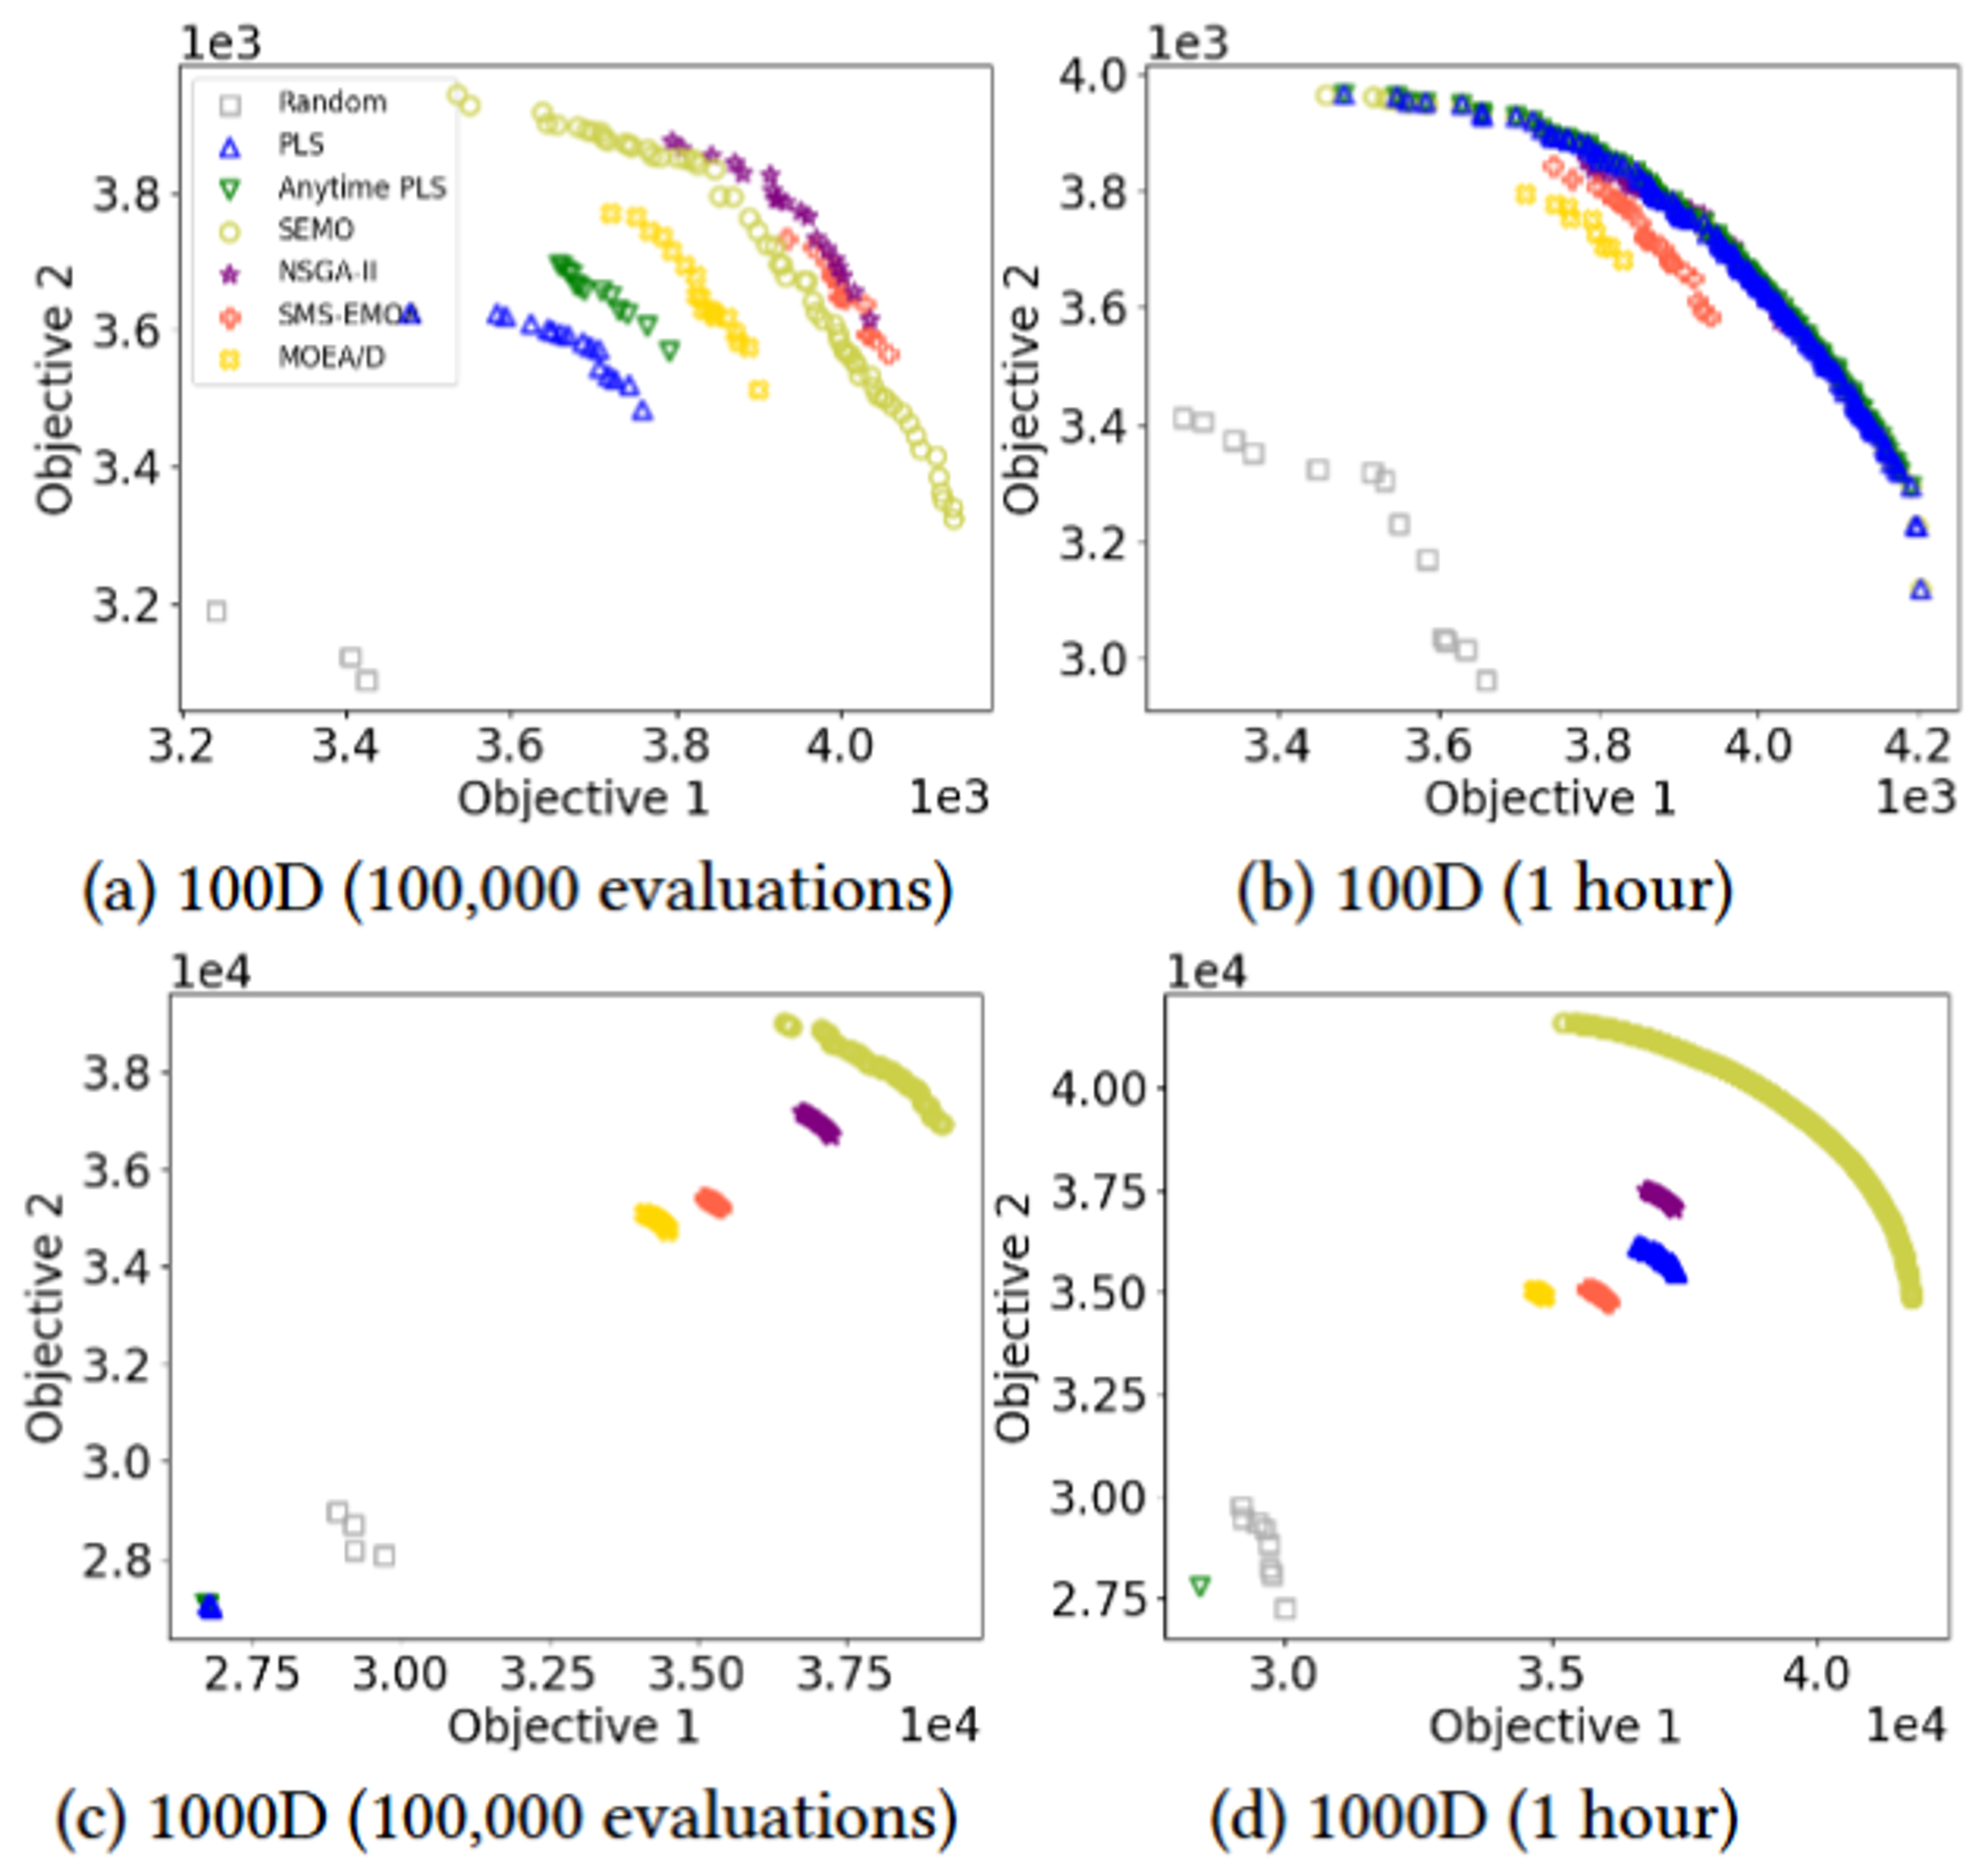 1e3
Random
PLS
Anytime PLS
SEMO
NSGA-II
SMS-EMOA
MOEA/D
3.8
3.6
3.4
3.2
Objective 2
3.2 3.4 3.6 3.8 4.0
Objective 1 1e3
(a) 100D (100,000 evaluations)
1e3
4.0
3.8
3.6
3.4
3.2
3.0
Objective 2
3.4 3.6 3.8 4.0 4.2
Objective 1 1e3
(b) 100D (1 hour)
1e4
3.8
3.6
3.4
3.2
3.0
2.8
Objective 2
2.75 3.00 3.25 3.50 3.75
Objective 1 1e4
(c) 1000D (100,000 evaluations)
1e4
4.00
3.75
3.50
3.25
3.00
2.75
Objective 2
3.0 3.5 4.0
Objective 1 1e4
(d) 1000D (1 hour)